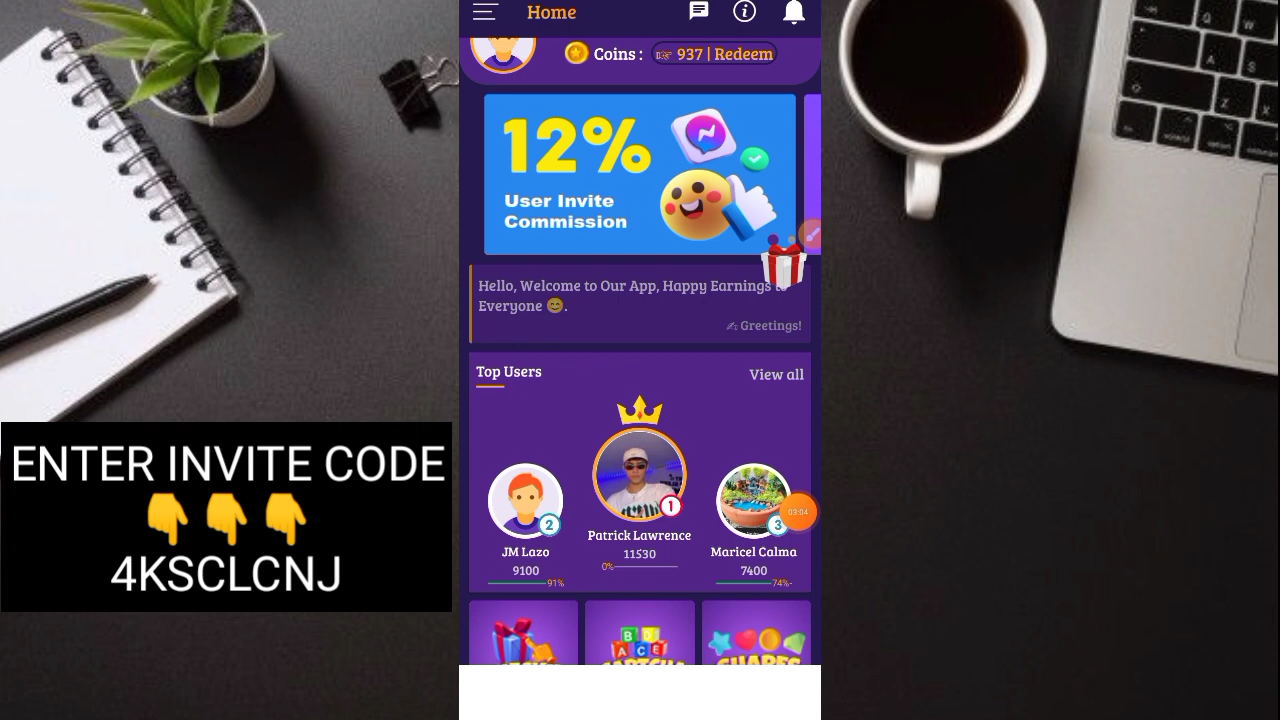 Home
Coins :
937 | Redeem
12%
User Invite
Commission
Hello, Welcome to Our App, Happy Earnings to
Everyone 😊.
✍ Greetings!
Top Users
View all
1
2
3
03:04
Patrick Lawrence
11530
0%
JM Lazo
9100
91%
Maricel Calma
7400
74%
ENTER INVITE CODE
👇👇👇
4KSCLCNJ
CAPTCHA
SHAPES